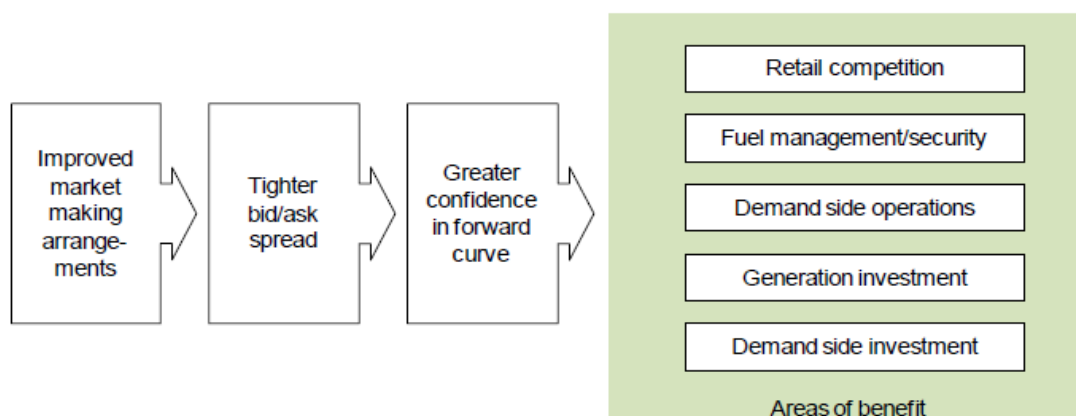 Improved
market
making
arrange-
ments
Tighter
bid/ask
spread
Greater
confidence
in forward
curve
Retail competition
Fuel management/security
Demand side operations
Generation investment
Demand side investment
Areas of benefit